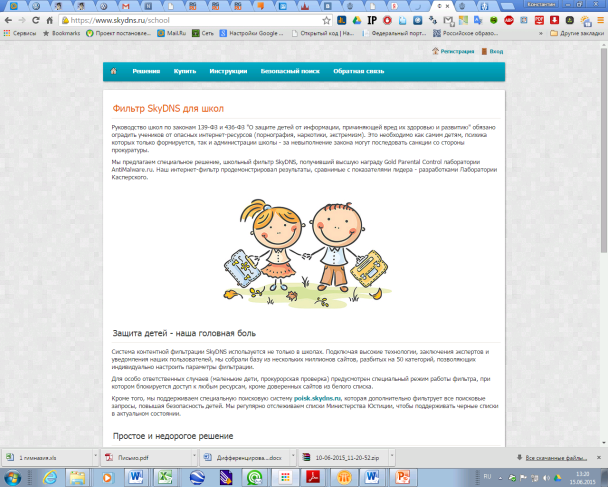 Константин
https://www.skydns.ru/school
Сервисы Bookmarks Проект постановле... Mail.Ru Сеть Настройки Google Открытый код | На... Федеральный порт... Российское образо... » Другие закладки
Регистрация Вход
Решения Купить Инструкции Безопасный поиск Обратная связь
Фильтр SkyDNS для школ
Руководство школ по законам 139-ФЗ и 436-ФЗ "О защите детей от информации, причиняющей вред их здоровью и развитию" обязано
оградить учеников от опасных интернет-ресурсов (порнография, наркотики, экстремизм). Это необходимо как самим детям, психика
которых только формируется, так и администрации школы - за невыполнение закона могут последовать санкции со стороны
прокуратуры.
Мы предлагаем специальное решение, школьный фильтр SkyDNS, получивший высшую награду Gold Parental Control лаборатории
AntiMalware.ru. Наш интернет-фильтр продемонстрировал результаты, сравнимые с показателями лидера - разработками Лаборатории
Касперского.
Защита детей - наша головная боль
Система контентной фильтрации SkyDNS используется не только в школах. Подключая высокие технологии, заключения экспертов и
уведомления наших пользователей, мы собрали базу из нескольких миллионов сайтов, разбитых на 50 категорий, позволяющих
индивидуально настроить параметры фильтрации.
Для особо ответственных случаев (маленькие дети, прокурорская проверка) предусмотрен специальный режим работы фильтра, при
котором блокируется доступ к любым ресурсам, кроме доверенных сайтов из белого списка.
Кроме того, мы поддерживаем специальную поисковую систему poisk.skydns.ru, которая дополнительно фильтрует все поисковые
запросы, повышая безопасность детей. Мы регулярно отслеживаем списки Министерства Юстиции, чтобы поддерживать черные списки
в актуальном состоянии.
Простое и недорогое решение
1 гимназия.xls Письмо.pdf Дифференцирова....docx 10-06-2015_11-20-52.zip Все скачанные файлы...
RU 13:20
15.06.2015